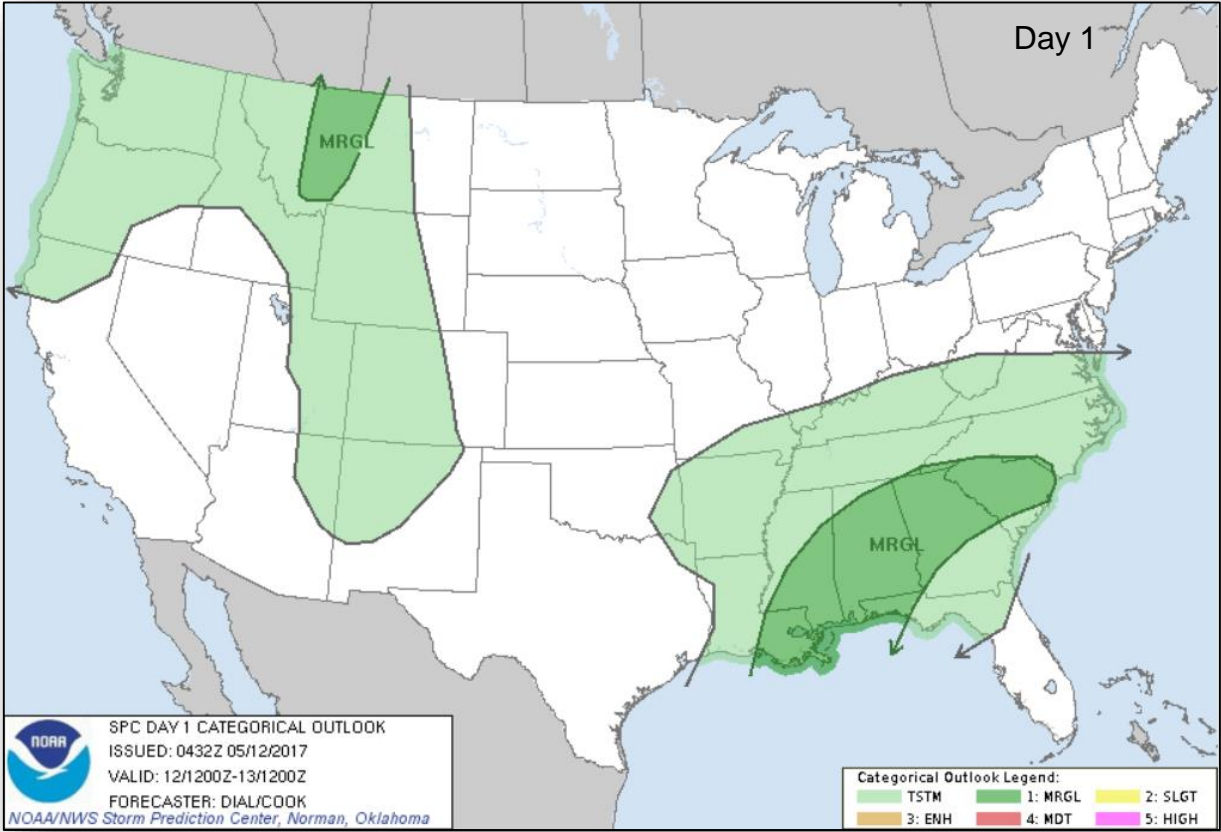 Day 1
MRGL
MRGL
NOAA
SPC DAY 1 CATEGORICAL OUTLOOK
ISSUED: 0432Z 05/12/2017
VALID: 12/1200Z-13/1200Z
FORECASTER: DIAL/COOK
NOAA/NWS Storm Prediction Center, Norman, Oklahoma
Categorical Outlook Legend:
TSTM 1: MRGL 2: SLGT
3: ENH 4: MDT 5: HIGH